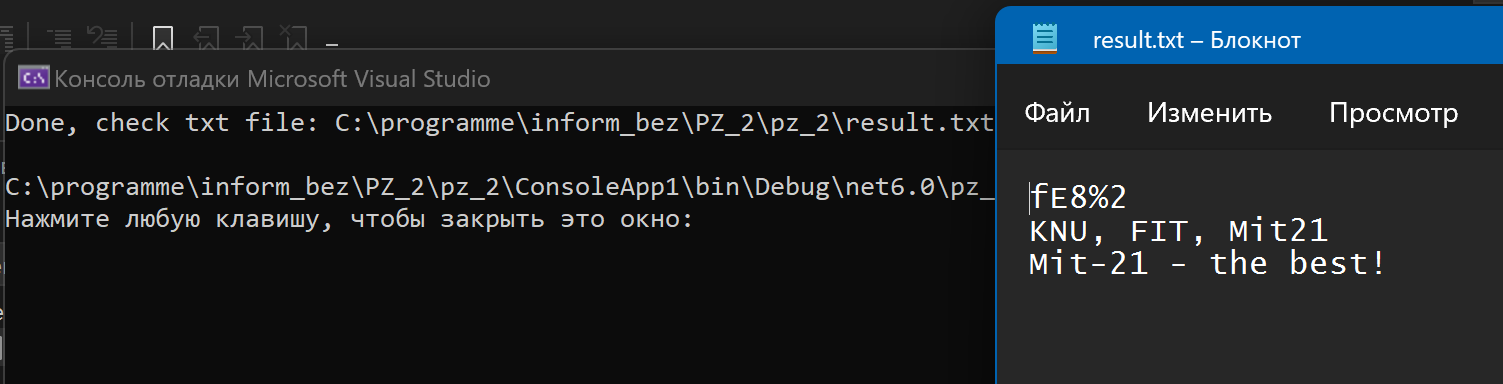 result.txt – Блокнот
Консоль отладки Microsoft Visual Studio
Файл Изменить Просмотр
Done, check txt file: C:\programme\inform_bez\PZ_2\pz_2\result.txt
C:\programme\inform_bez\PZ_2\pz_2\ConsoleApp1\bin\Debug\net6.0\pz_
Нажмите любую клавишу, чтобы закрыть это окно:
fE8%2
KNU, FIT, Mit21
Mit-21 - the best!